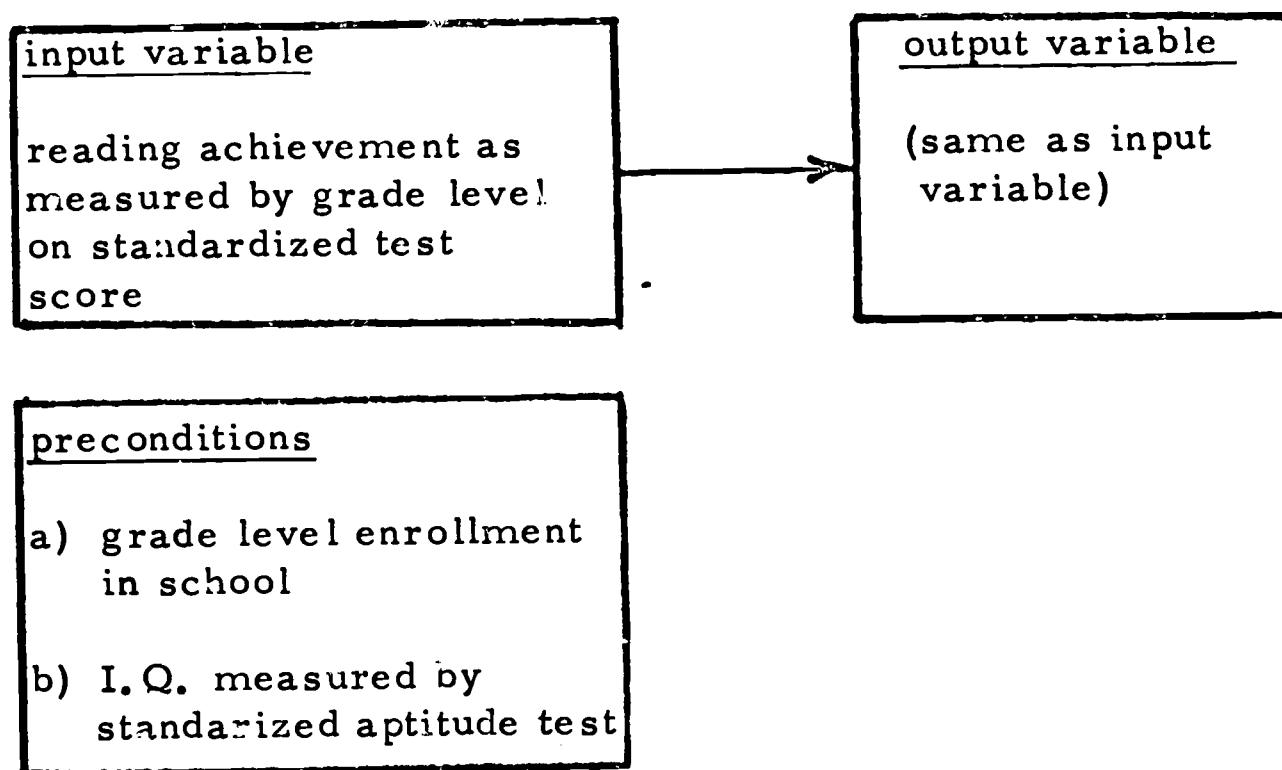 input variable
reading achievement as
measured by grade level
on standardized test
score
output variable
(same as input
variable)
preconditions
a) grade level enrollment
in school
b) I.Q. measured by
standarized aptitude test